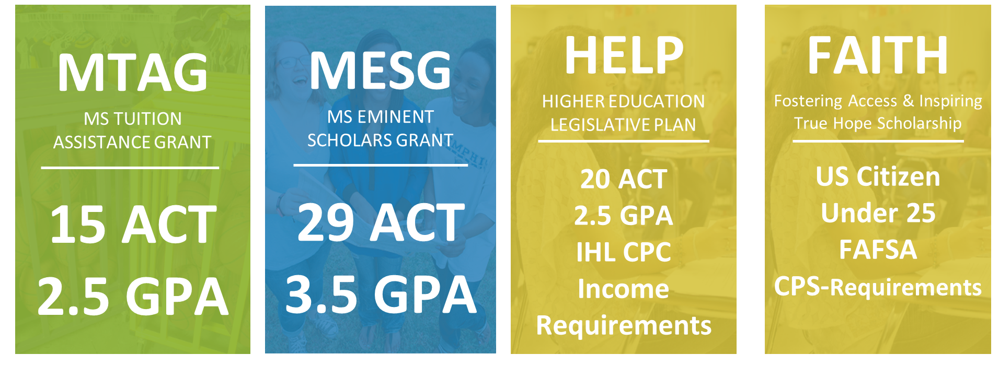 MTAG
MS TUITION
ASSISTANCE GRANT
15 ACT
2.5 GPA
MESG
MS EMINENT
SCHOLARS GRANT
29 ACT
3.5 GPA
HELP
HIGHER EDUCATION
LEGISLATIVE PLAN
20 ACT
2.5 GPA
IHL CPC
Income
Requirements
FAITH
Fostering Access & Inspiring
True Hope Scholarship
US Citizen
Under 25
FAFSA
CPS-Requirements